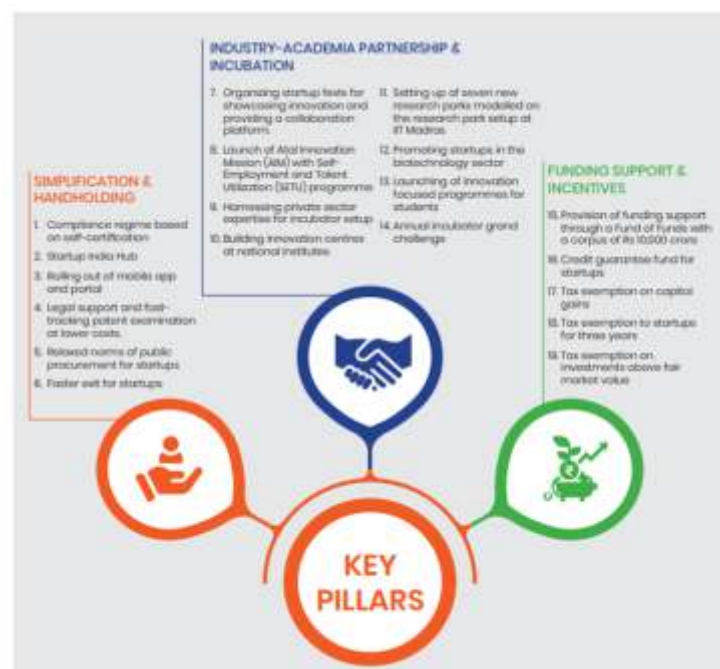 INDUSTRY-ACADEMIA PARTNERSHIP &
INCUBATION
7. Organising startup fests for
showcasing innovation and
providing a collaboration
platform.
8. Launch of Atal Innovation
Mission (AIM) with Self-
Employment and Talent
Utilization (SETU) programme
9. Harnessing private sector
expertise for incubator setup
10. Building innovation centres
at national institutes
11. Setting up of seven new
research parks modelled on
the research park setup at
IIT Madras
12. Promoting startups in the
biotechnology sector
13. Launching of innovation
focused programmes for
students
14. Annual incubator grand
challenge
SIMPLIFICATION &
HANDHOLDING
1. Compliance regime based
on self-certification
2. Startup India Hub
3. Rolling out of mobile app
and portal
4. Legal support and fast-
tracking patent examination
at lower costs.
5. Relaxed norms of public
procurement for startups
6. Faster exit for startups
FUNDING SUPPORT &
INCENTIVES
15. Provision of funding support
through a Fund of Funds with
a corpus of Rs 10,000 crore
16. Credit guarantee fund for
startups
17. Tax exemption on capital
gains
18. Tax exemption to startups
for three years
19. Tax exemption on
investments above fair
market value
KEY
PILLARS